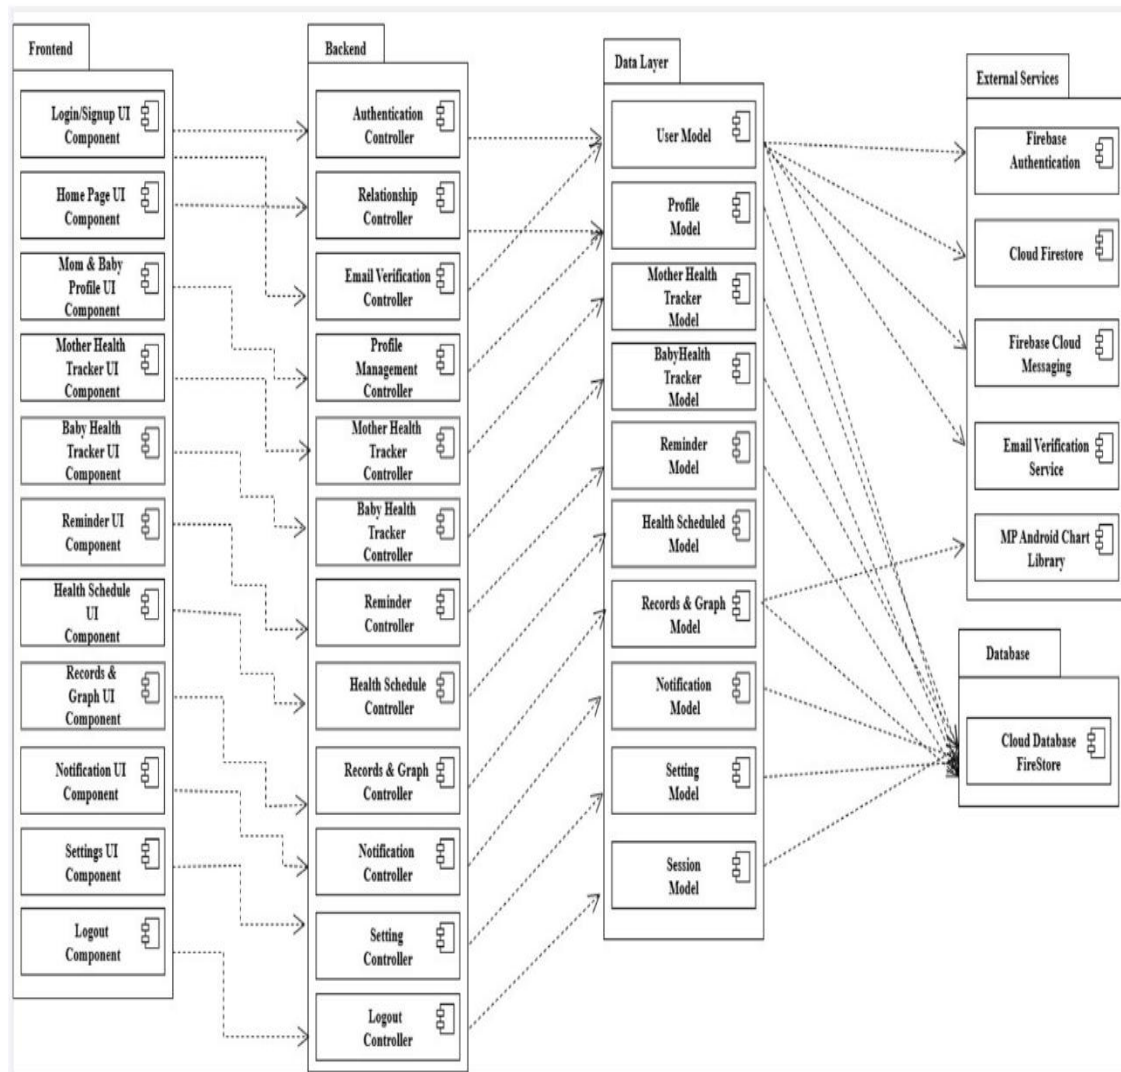 Frontend
Login/Signup UI
Component
Home Page UI
Component
Mom & Baby
Profile UI
Component
Mother Health
Tracker UI
Component
Baby Health
Tracker UI
Component
Reminder UI
Component
Health Schedule
UI
Component
Records &
Graph UI
Component
Notification UI
Component
Settings UI
Component
Logout
Component
Backend
Authentication
Controller
Relationship
Controller
Email Verification
Controller
Profile
Management
Controller
Mother Health
Tracker
Controller
Baby Health
Tracker
Controller
Reminder
Controller
Health Schedule
Controller
Records & Graph
Controller
Notification
Controller
Setting
Controller
Logout
Controller
Data Layer
User Model
Profile
Model
Mother Health
Tracker
Model
BabyHealth
Tracker
Model
Reminder
Model
Health Scheduled
Model
Records & Graph
Model
Notification
Model
Setting
Model
Session
Model
External Services
Firebase
Authentication
Cloud Firestore
Firebase Cloud
Messaging
Email Verification
Service
MP Android Chart
Library
Database
Cloud Database
FireStore